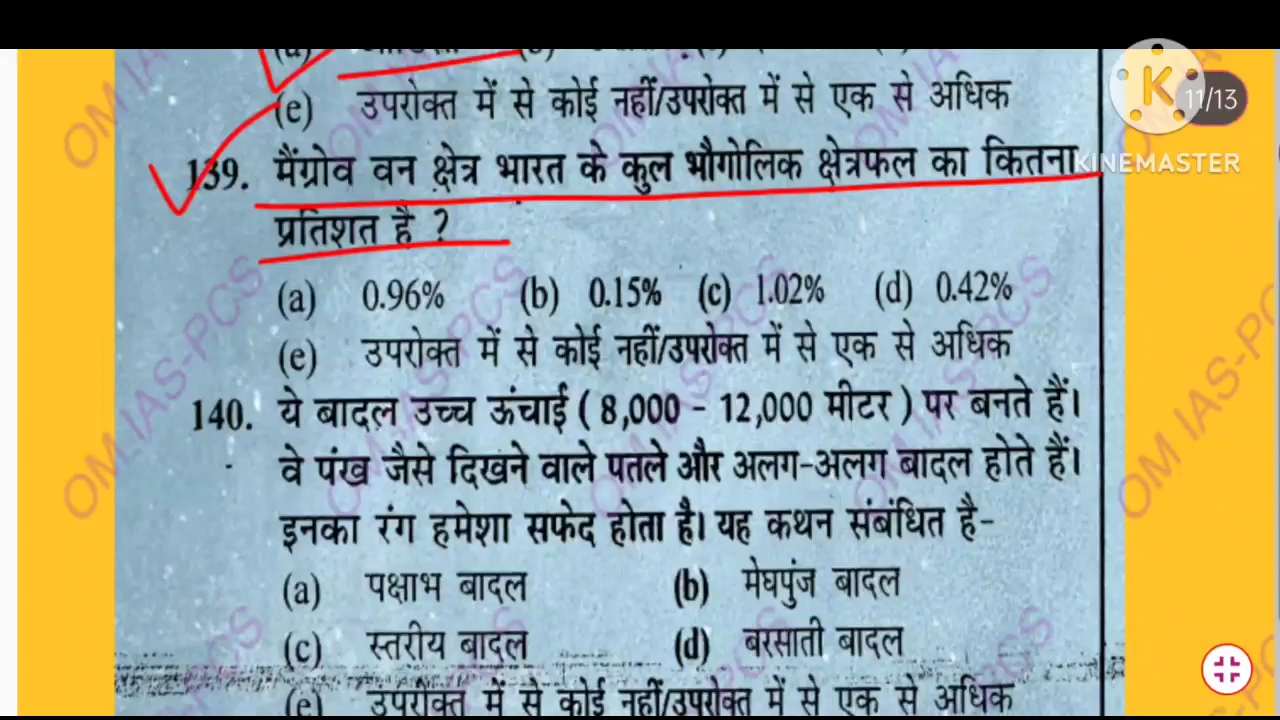 (e) उपरोक्त में से कोई नहीं/उपरोक्त में से एक से अधिक
11/13
K
KINEMASTER
139. मैंग्रोव वन क्षेत्र भारत के कुल भौगोलिक क्षेत्रफल का कितना
प्रतिशत है ?
(a) 0.96% (b) 0.15% (c) 1.02% (d) 0.42%
(e) उपरोक्त में से कोई नहीं/उपरोक्त में से एक से अधिक
140. ये बादल उच्च ऊंचाई ( 8,000 - 12,000 मीटर ) पर बनते हैं।
वे पंख जैसे दिखने वाले पतले और अलग-अलग बादल होते हैं।
इनका रंग हमेशा सफेद होता है। यह कथन संबंधित है-
(a) पक्षाभ बादल (b) मेघपुंज बादल
(c) स्तरीय बादल (d) बरसाती बादल
(e) उपरोक्त में से कोई नहीं/उपरोक्त में से एक से अधिक
OM IAS-PCS